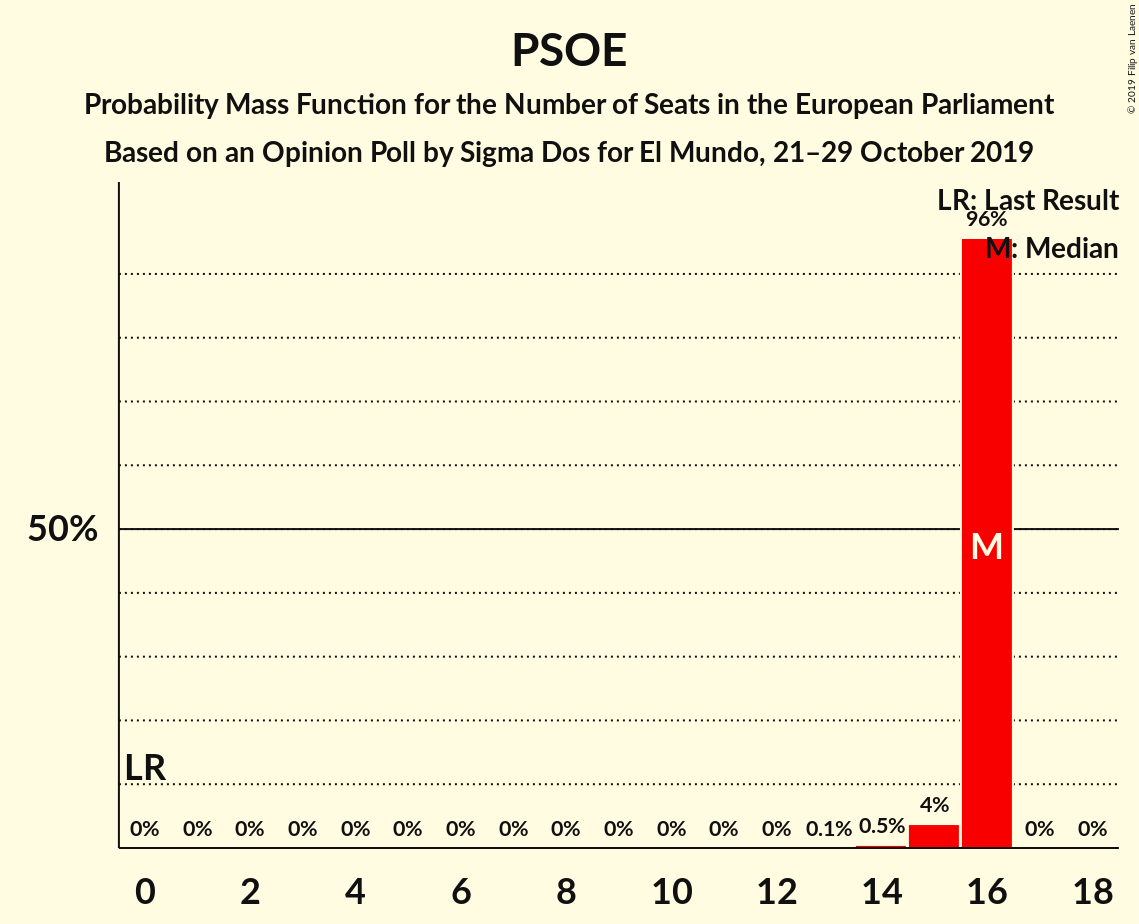 PSOE
Probability Mass Function for the Number of Seats in the European Parliament
Based on an Opinion Poll by Sigma Dos for El Mundo, 21–29 October 2019
© 2019 Filip van Laenen
LR: Last Result
96%
M: Median
50%
M
LR
4%
0% 0% 0% 0% 0% 0% 0% 0% 0% 0% 0% 0% 0% 0.1% 0.5% 0% 0%
0 2 4 6 8 10 12 14 16 18